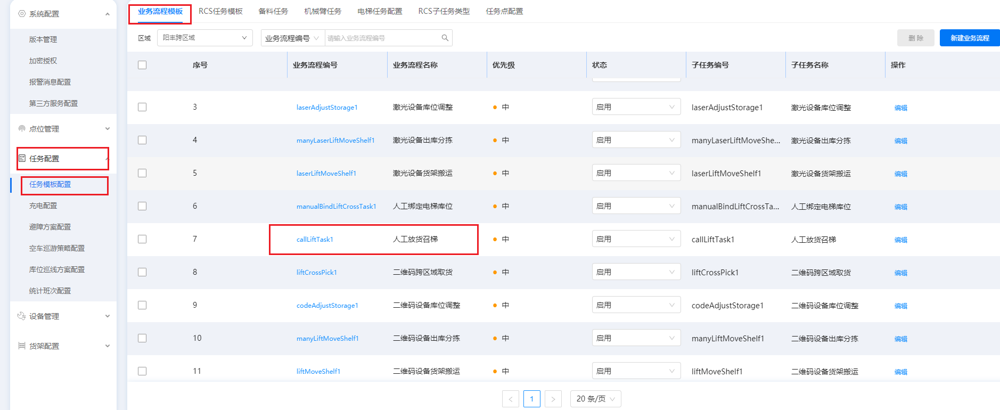 系统配置
版本管理
加密授权
报警消息配置
第三方服务配置
点位管理
任务配置
任务模板配置
充电配置
避障方案配置
空车巡游策略配置
库位巡线方案配置
统计班次配置
设备管理
货架配置
业务流程模板 RCS任务模板 备料任务 机械臂任务 电梯任务配置 RCS子任务类型 任务点配置
区域 阳丰跨区域 业务流程编号 请输入业务流程编号 删 除 新建业务流程
序号 业务流程编号 业务流程名称 优先级 状态 子任务编号 子任务名称 操作
3 laserAdjustStorage1 激光设备库位调整 中 启用 laserAdjustStorage1 激光设备库位调整 编辑
4 manyLaserLiftMoveShelf1 激光设备出库分拣 中 启用 manyLaserLiftMoveShe... 激光设备出库分拣 编辑
5 laserLiftMoveShelf1 激光设备货架搬运 中 启用 laserLiftMoveShelf1 激光设备货架搬运 编辑
6 manualBindLiftCrossTask1 人工绑定电梯库位 中 启用 manualBindLiftCrossTa... 人工绑定电梯库位 编辑
7 callLiftTask1 人工放货召梯 中 启用 callLiftTask1 人工放货召梯 编辑
8 liftCrossPick1 二维码跨区域取货 中 启用 liftCrossPick1 二维码跨区域取货 编辑
9 codeAdjustStorage1 二维码设备库位调整 中 启用 codeAdjustStorage1 二维码设备库位调整 编辑
10 manyLiftMoveShelf1 二维码设备出库分拣 中 启用 manyLiftMoveShelf1 二维码设备出库分拣 编辑
11 liftMoveShelf1 二维码设备货架搬运 中 启用 liftMoveShelf1 二维码设备货架搬运 编辑
< 1 > 20 条/页